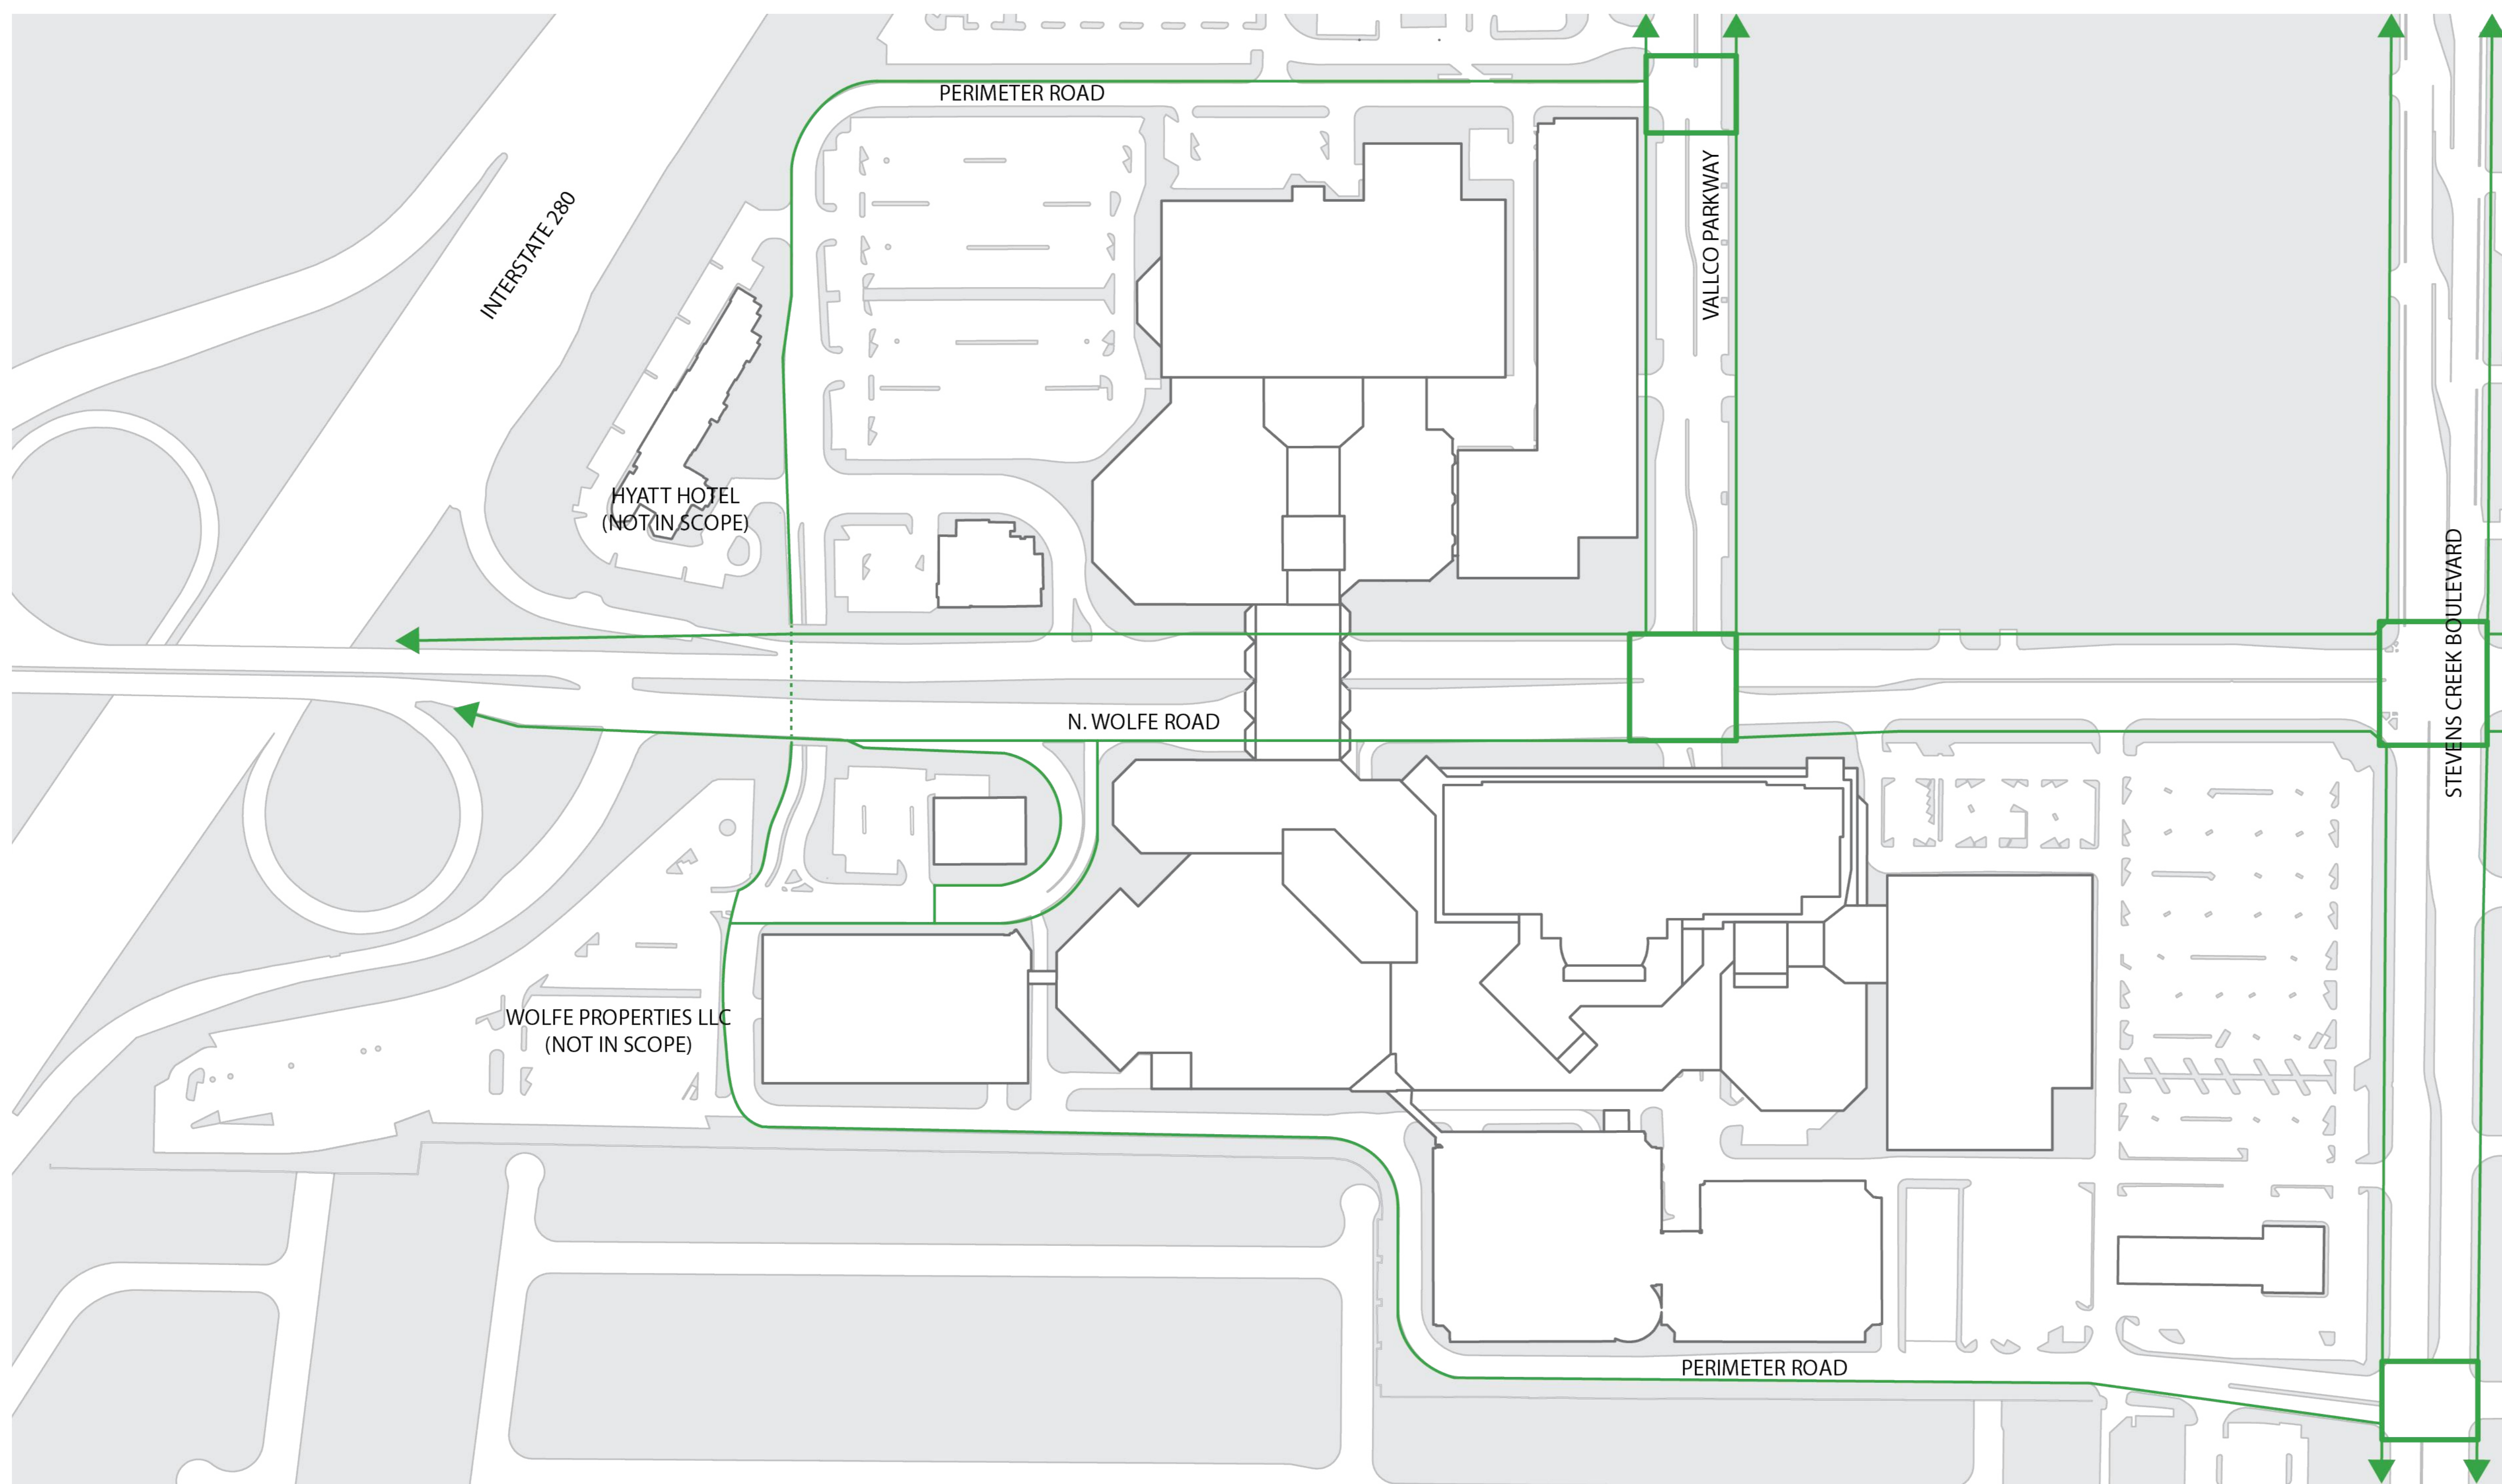 PERIMETER ROAD
VALLCO PARKWAY
INTERSTATE 280
HYATT HOTEL
(NOT IN SCOPE)
STEVENS CREEK BOULEVARD
N. WOLFE ROAD
WOLFE PROPERTIES LLC
(NOT IN SCOPE)
PERIMETER ROAD